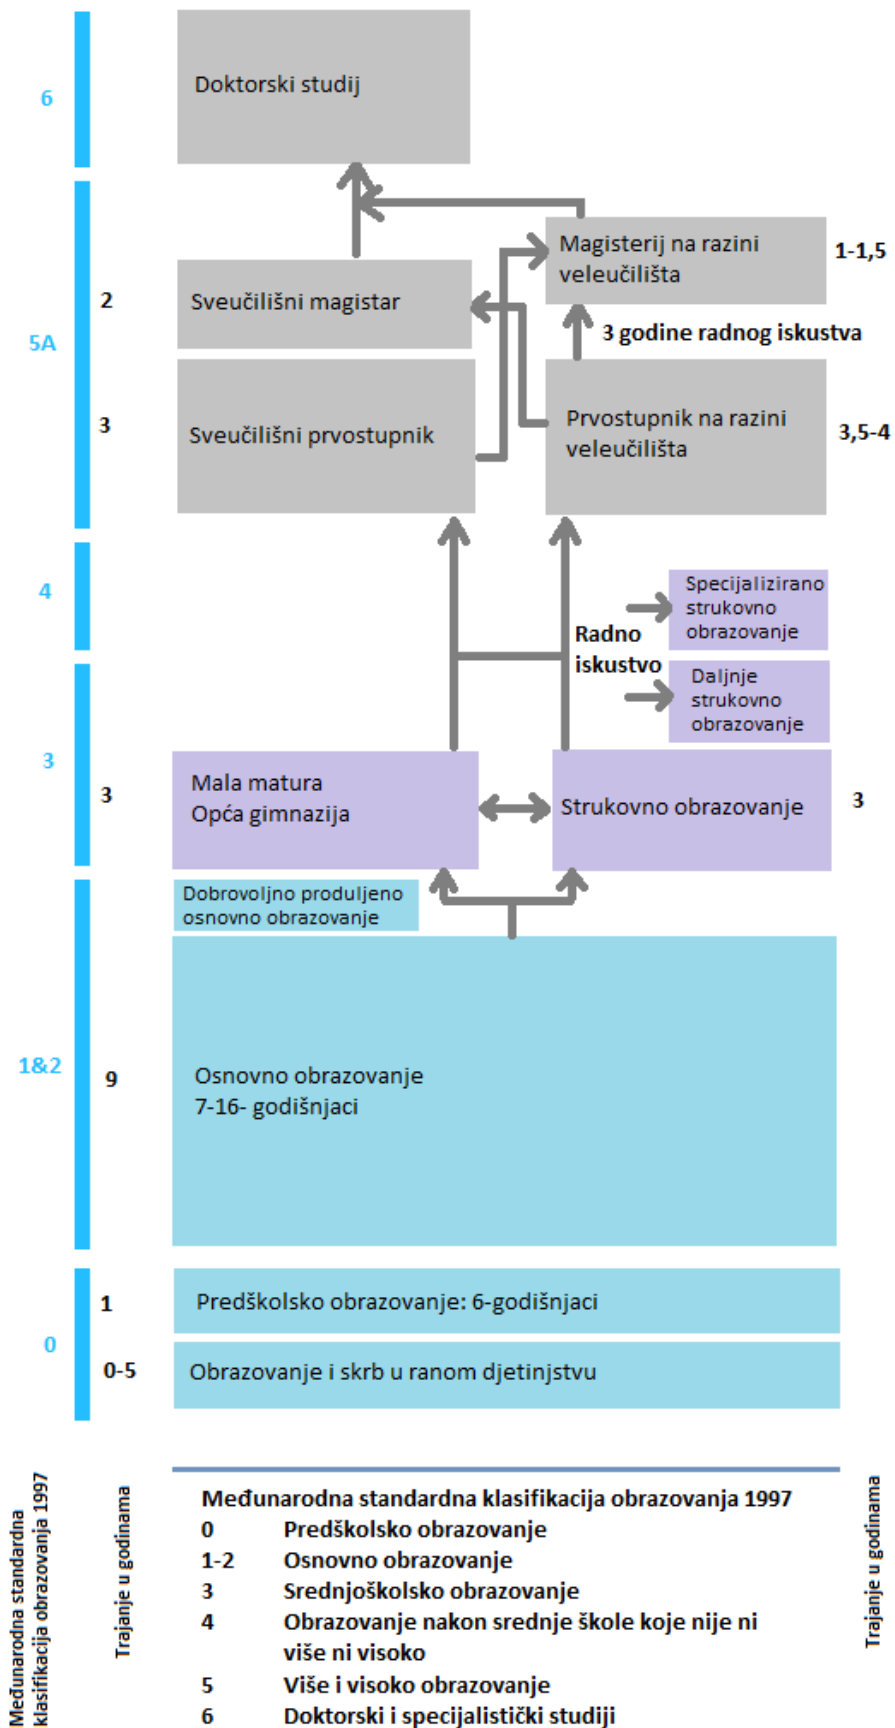 6
Doktorski studij
Magisterij na razini
veleučilišta
1-1,5
2
Sveučilišni magistar
5A
3 godine radnog iskustva
3
Sveučilišni prvostupnik
Prvostupnik na razini
veleučilišta
3,5-4
4
Specijalizirano
strukovno
obrazovanje
Radno
iskustvo
Daljnje
strukovno
obrazovanje
3
3
Mala matura
Opća gimnazija
Strukovno obrazovanje
3
Dobrovoljno produljeno
osnovno obrazovanje
1&2
9
Osnovno obrazovanje
7-16- godišnjaci
1
Predškolsko obrazovanje: 6-godišnjaci
0
0-5
Obrazovanje i skrb u ranom djetinjstvu
Međunarodna standardna
klasifikacija obrazovanja 1997
Trajanje u godinama
Međunarodna standardna klasifikacija obrazovanja 1997
0 Predškolsko obrazovanje
1-2 Osnovno obrazovanje
3 Srednjoškolsko obrazovanje
4 Obrazovanje nakon srednje škole koje nije ni
više ni visoko
5 Više i visoko obrazovanje
6 Doktorski i specijalistički studiji
Trajanje u godinama